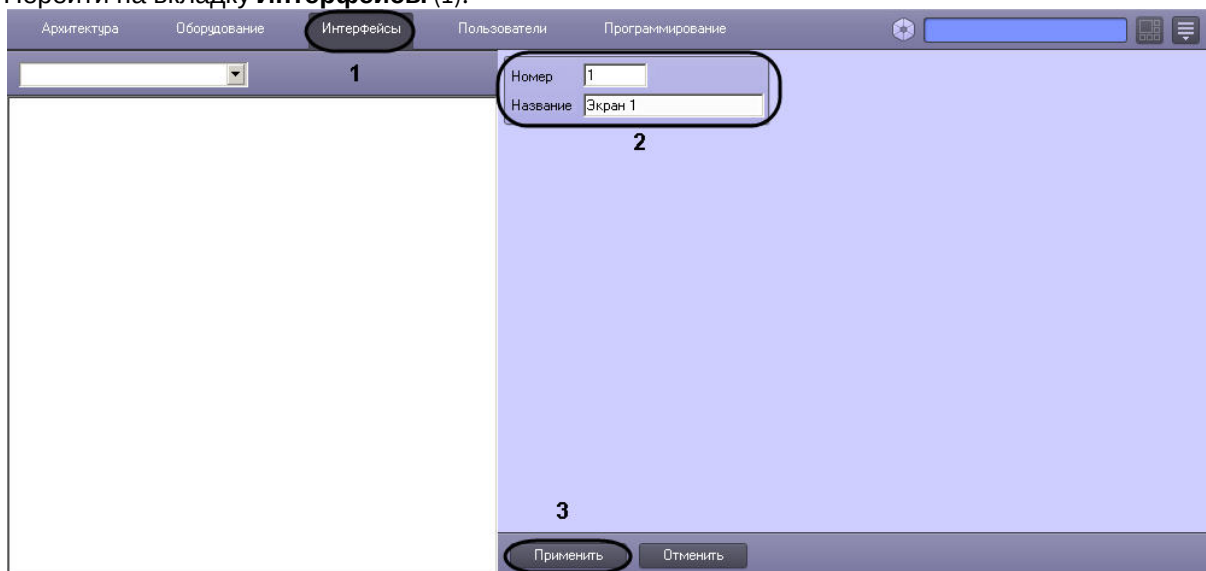 Перейти на вкладку Интерфейсы (1).
Архитектура Оборудование Интерфейсы Пользователи Программирование
1
Номер 1
Название Экран 1
2
3
Применить Отменить